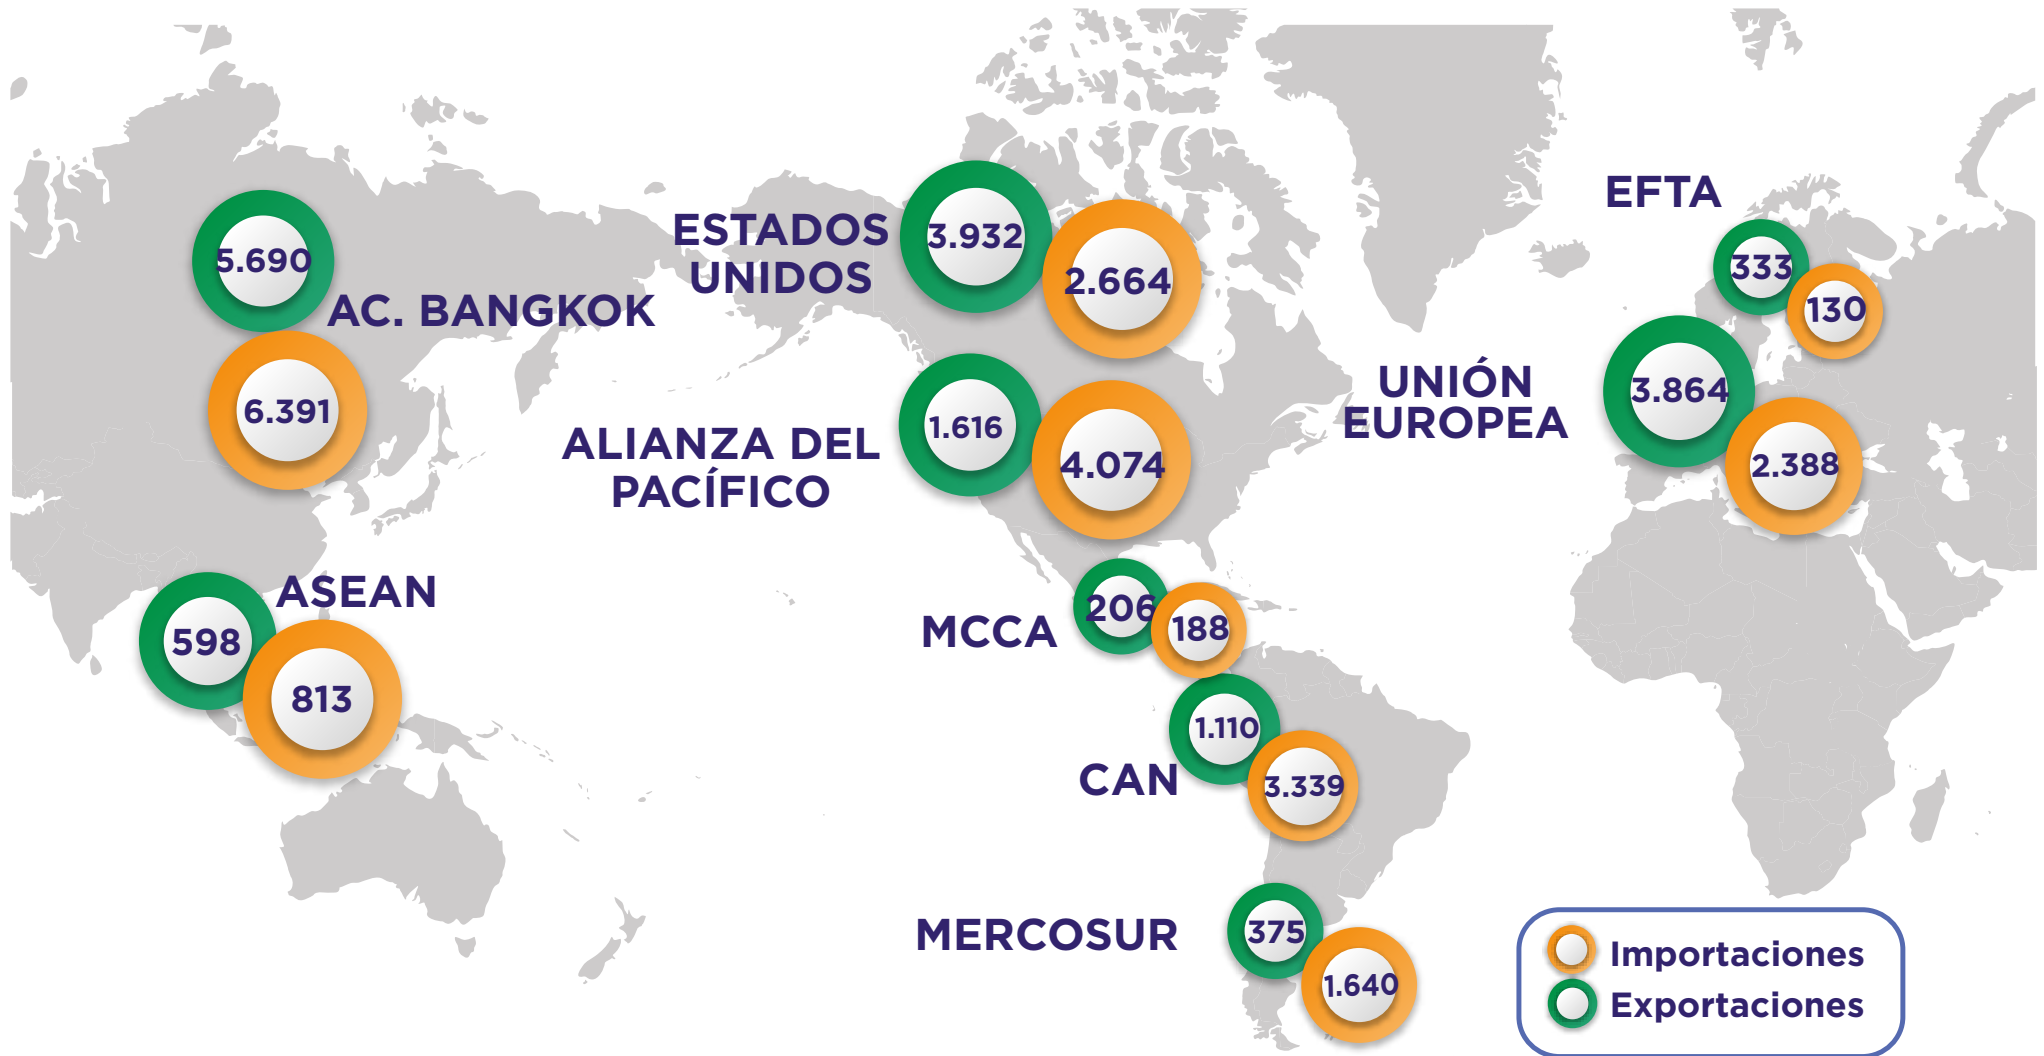 5.690
AC. BANGKOK
6.391
ASEAN
598
813
ESTADOS
UNIDOS
3.932
2.664
ALIANZA DEL
PACÍFICO
1.616
4.074
MCCA
206
188
CAN
1.110
3.339
MERCOSUR
375
1.640
EFTA
333
130
UNIÓN
EUROPEA
3.864
2.388
Importaciones
Exportaciones